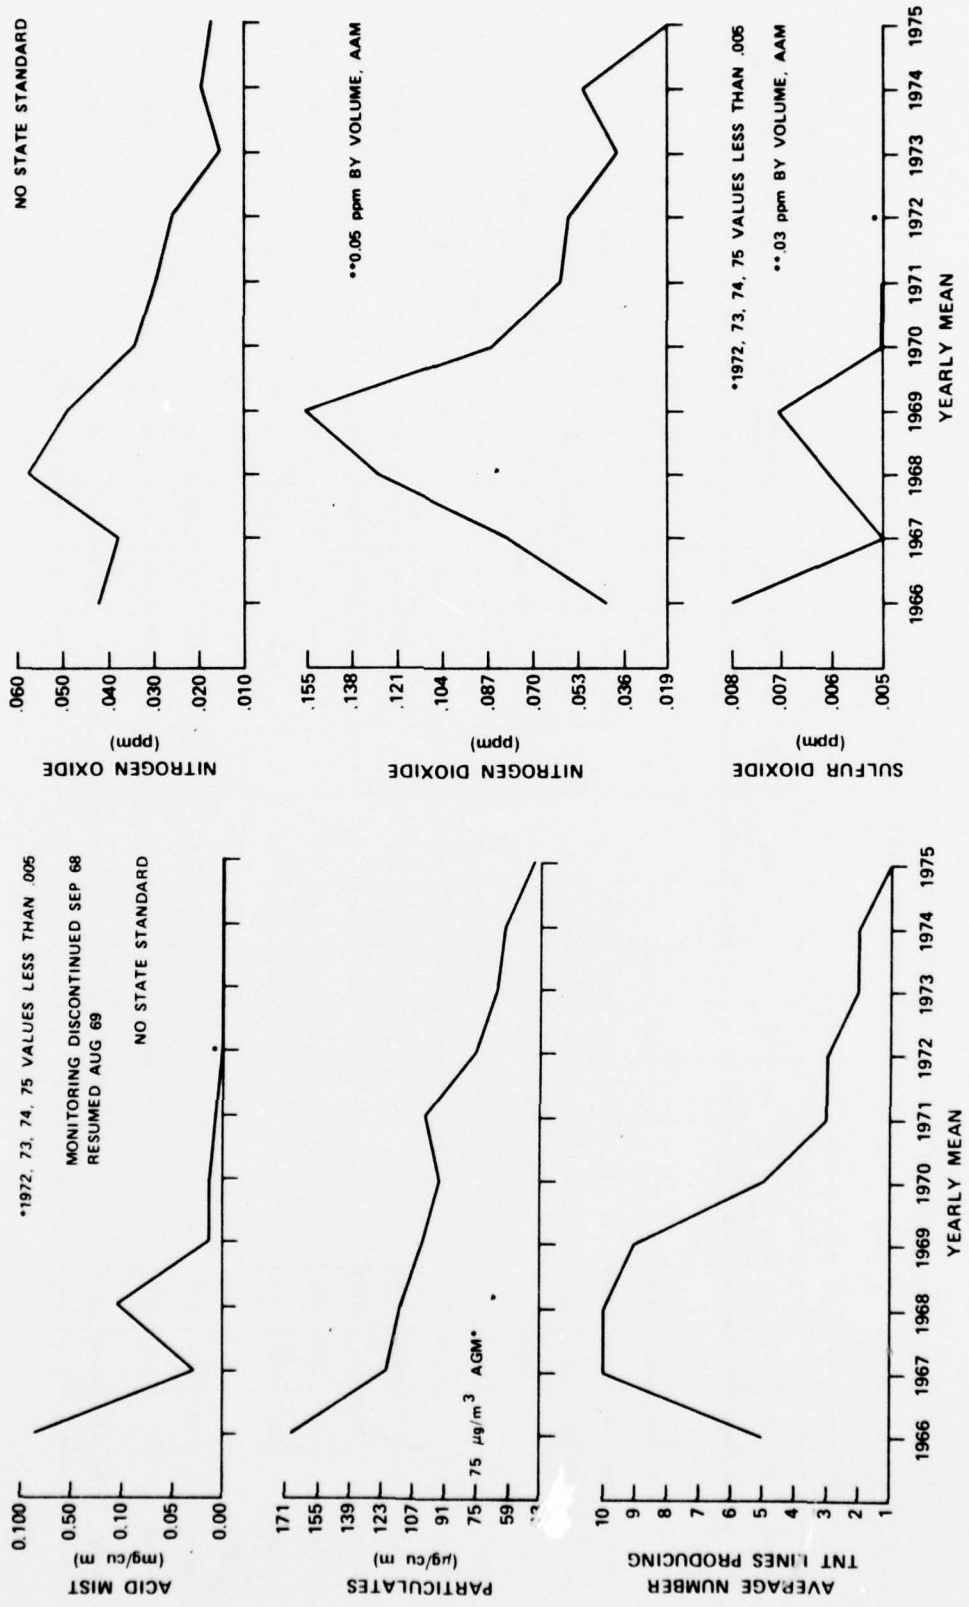 *1972, 73, 74, 75 VALUES LESS THAN .005
MONITORING DISCONTINUED SEP 68
RESUMED AUG 69
NO STATE STANDARD
ACID MIST
(mg/cu m)
0.100
0.50
0.10
0.05
0.00
PARTICULATES
(µg/cu m)
171
155
139
123
107
91
75
59
75 µg/m³ AGM*
AVERAGE NUMBER
TNT LINES PRODUCING
10
9
8
7
6
5
4
3
2
1
1966 1967 1968 1969 1970 1971 1972 1973 1974 1975
YEARLY MEAN
NO STATE STANDARD
NITROGEN OXIDE
(ppm)
.060
.050
.040
.030
.020
.010
**0.05 ppm BY VOLUME, AAM
NITROGEN DIOXIDE
(ppm)
.155
.138
.121
.104
.087
.070
.053
.036
.019
*1972, 73, 74, 75 VALUES LESS THAN .005
**.03 ppm BY VOLUME, AAM
SULFUR DIOXIDE
(ppm)
.008
.007
.006
.005
1966 1967 1968 1969 1970 1971 1972 1973 1974 1975
YEARLY MEAN